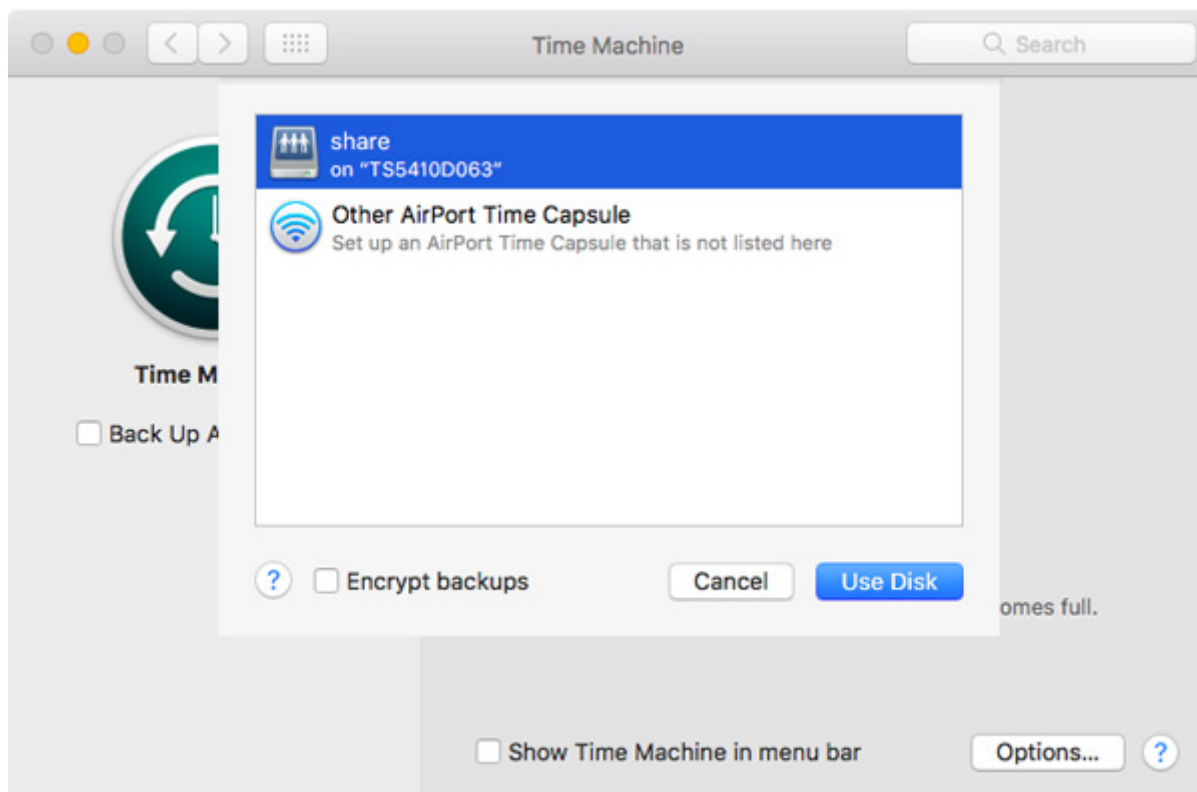 Time Machine
Search
share
on “TS5410D063”
Other AirPort Time Capsule
Set up an AirPort Time Capsule that is not listed here
Time M
Back Up A
? Encrypt backups
Cancel
Use Disk
omes full.
Show Time Machine in menu bar
Options...
?